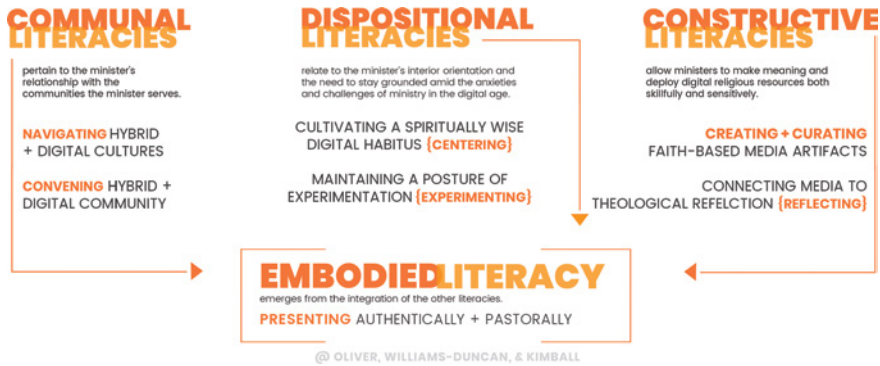 COMMUNAL
LITERACIES
pertain to the minister's
relationship with the
communities the minister serves.
NAVIGATING HYBRID
+ DIGITAL CULTURES
CONVENING HYBRID +
DIGITAL COMMUNITY
DISPOSITIONAL
LITERACIES
relate to the minister's interior orientation and
the need to stay grounded amid the anxieties
and challenges of ministry in the digital age.
CULTIVATING A SPIRITUALLY WISE
DIGITAL HABITUS {CENTERING}
MAINTAINING A POSTURE OF
EXPERIMENTATION {EXPERIMENTING}
CONSTRUCTIVE
LITERACIES
allow ministers to make meaning and
deploy digital religious resources both
skillfully and sensitively.
CREATING + CURATING
FAITH-BASED MEDIA ARTIFACTS
CONNECTING MEDIA TO
THEOLOGICAL REFELCTION {REFLECTING}
EMBODIED LITERACY
emerges from the integration of the other literacies.
PRESENTING AUTHENTICALLY + PASTORALLY
@ OLIVER, WILLIAMS-DUNCAN, & KIMBALL